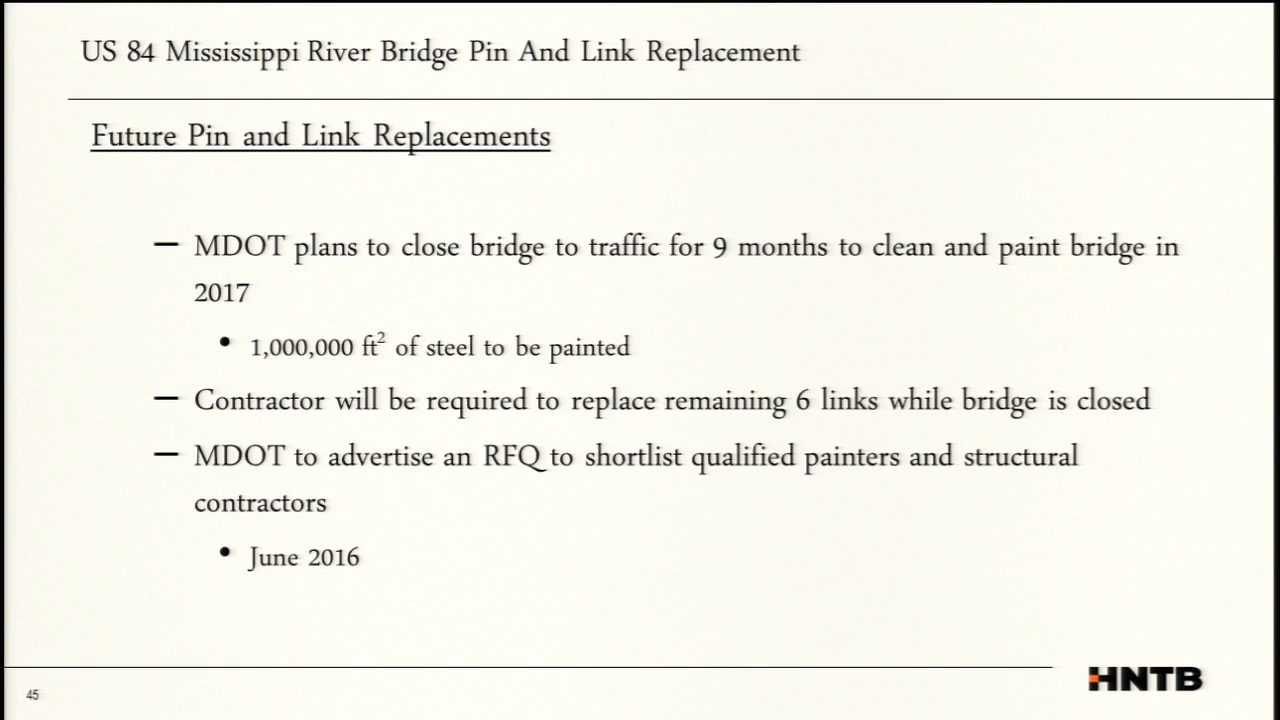 US 84 Mississippi River Bridge Pin And Link Replacement
Future Pin and Link Replacements
— MDOT plans to close bridge to traffic for 9 months to clean and paint bridge in
2017
• 1,000,000 ft² of steel to be painted
— Contractor will be required to replace remaining 6 links while bridge is closed
— MDOT to advertise an RFQ to shortlist qualified painters and structural
contractors
• June 2016
45
HNTB